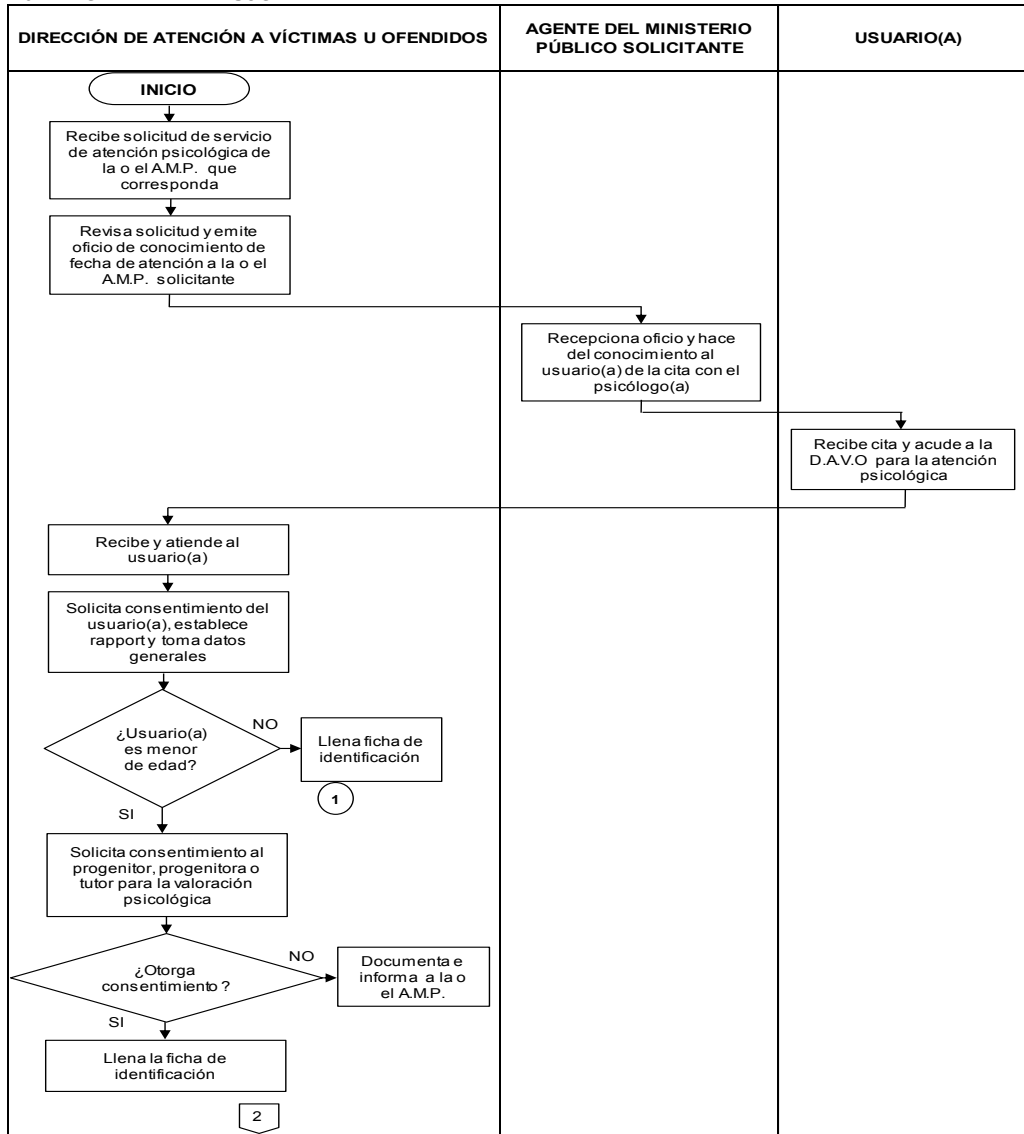 DIRECCIÓN DE ATENCIÓN A VÍCTIMAS U OFENDIDOS
AGENTE DEL MINISTERIO
PÚBLICO SOLICITANTE
USUARIO(A)
INICIO
Recibe solicitud de servicio
de atención psicológica de
la o el A.M.P. que
corresponda
Revisa solicitud y emite
oficio de conocimiento de
fecha de atención a la o el
A.M.P. solicitante
Recepciona oficio y hace
del conocimiento al
usuario(a) de la cita con el
psicólogo(a)
Recibe cita y acude a la
D.A.V.O para la atención
psicológica
Recibe y atiende al
usuario(a)
Solicita consentimiento del
usuario(a), establece
rapport y toma datos
generales
¿Usuario(a)
es menor
de edad?
NO
Llena ficha de
identificación
1
SI
Solicita consentimiento al
progenitor, progenitora o
tutor para la valoración
psicológica
¿Otorga
consentimiento ?
NO
Documenta e
informa a la o
el A.M.P.
SI
Llena la ficha de
identificación
2